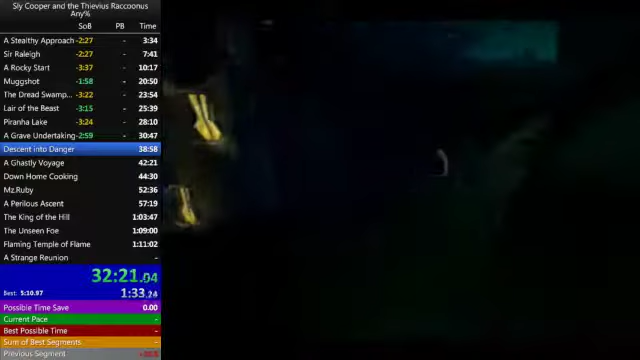 Sly Cooper and the Thievius Raccoonus
Any%
SoB PB Time
A Stealthy Approach -2:27 - 3:34
Sir Raleigh -2:27 - 7:41
A Rocky Start -3:37 - 10:17
Muggshot -1:58 - 20:50
The Dread Swamp... -3:22 - 23:54
Lair of the Beast -3:15 - 25:39
Piranha Lake -3:24 - 28:10
A Grave Undertaking -2:59 - 30:47
Descent into Danger 38:58
A Ghastly Voyage 42:21
Down Home Cooking 44:30
Mz.Ruby 52:36
A Perilous Ascent 57:19
The King of the Hill 1:03:47
The Unseen Foe 1:09:00
Flaming Temple of Flame 1:11:02
A Strange Reunion -
32:21.04
Best: 5:10.97 1:33.24
Possible Time Save 0.00
Current Pace -
Best Possible Time -
Sum of Best Segments -
Previous Segment